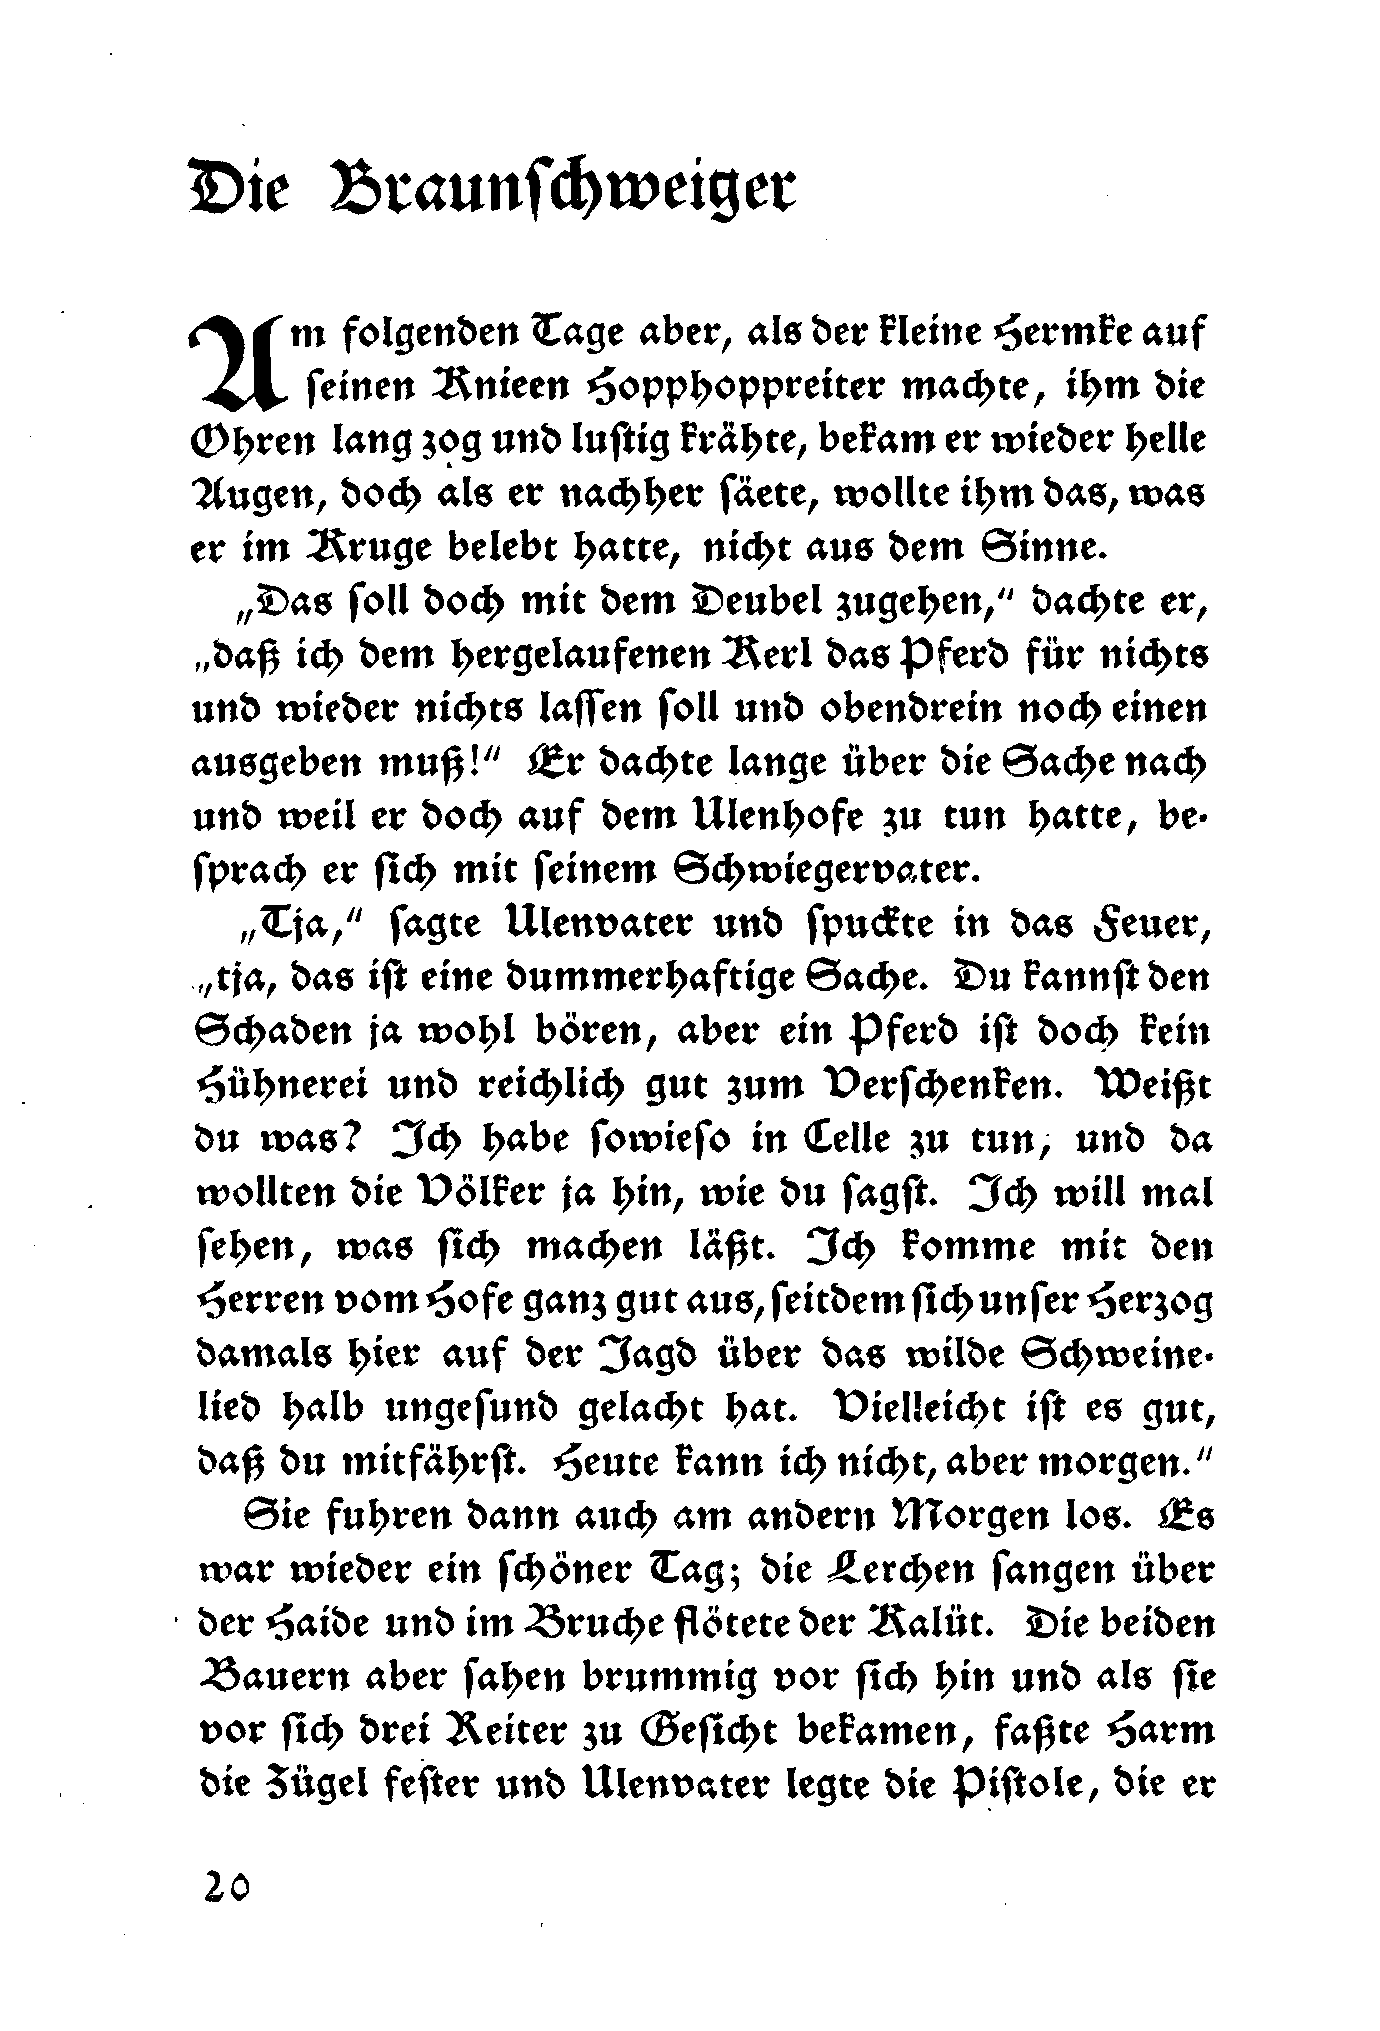 Die Braunschweiger
Am folgenden Tage aber, als der kleine Hermke auf
seinen Knieen Hopphoppreiter machte, ihm die
Ohren lang zog und lustig krähte, bekam er wieder helle
Augen, doch als er nachher säete, wollte ihm das, was
er im Kruge belebt hatte, nicht aus dem Sinne.
„Das soll doch mit dem Deubel zugehen,“ dachte er,
„daß ich dem hergelaufenen Kerl das Pferd für nichts
und wieder nichts lassen soll und obendrein noch einen
ausgeben muß!“ Er dachte lange über die Sache nach
und weil er doch auf dem Ulenhofe zu tun hatte, be-
sprach er sich mit seinem Schwiegervater.
„Tja,“ sagte Ulenvater und spuckte in das Feuer,
„tja, das ist eine dummerhaftige Sache. Du kannst den
Schaden ja wohl bören, aber ein Pferd ist doch kein
Hühnerei und reichlich gut zum Verschenken. Weißt
du was? Ich habe sowieso in Celle zu tun, und da
wollten die Völker ja hin, wie du sagst. Ich will mal
sehen, was sich machen läßt. Ich komme mit den
Herren vom Hofe ganz gut aus, seitdem sich unser Herzog
damals hier auf der Jagd über das wilde Schweine-
lied halb ungesund gelacht hat. Vielleicht ist es gut,
daß du mitfährst. Heute kann ich nicht, aber morgen.“
Sie fuhren dann auch am andern Morgen los. Es
war wieder ein schöner Tag; die Lerchen sangen über
der Haide und im Bruche flötete der Kalüt. Die beiden
Bauern aber sahen brummig vor sich hin und als sie
vor sich drei Reiter zu Gesicht bekamen, faßte Harm
die Zügel fester und Ulenvater legte die Pistole, die er
20